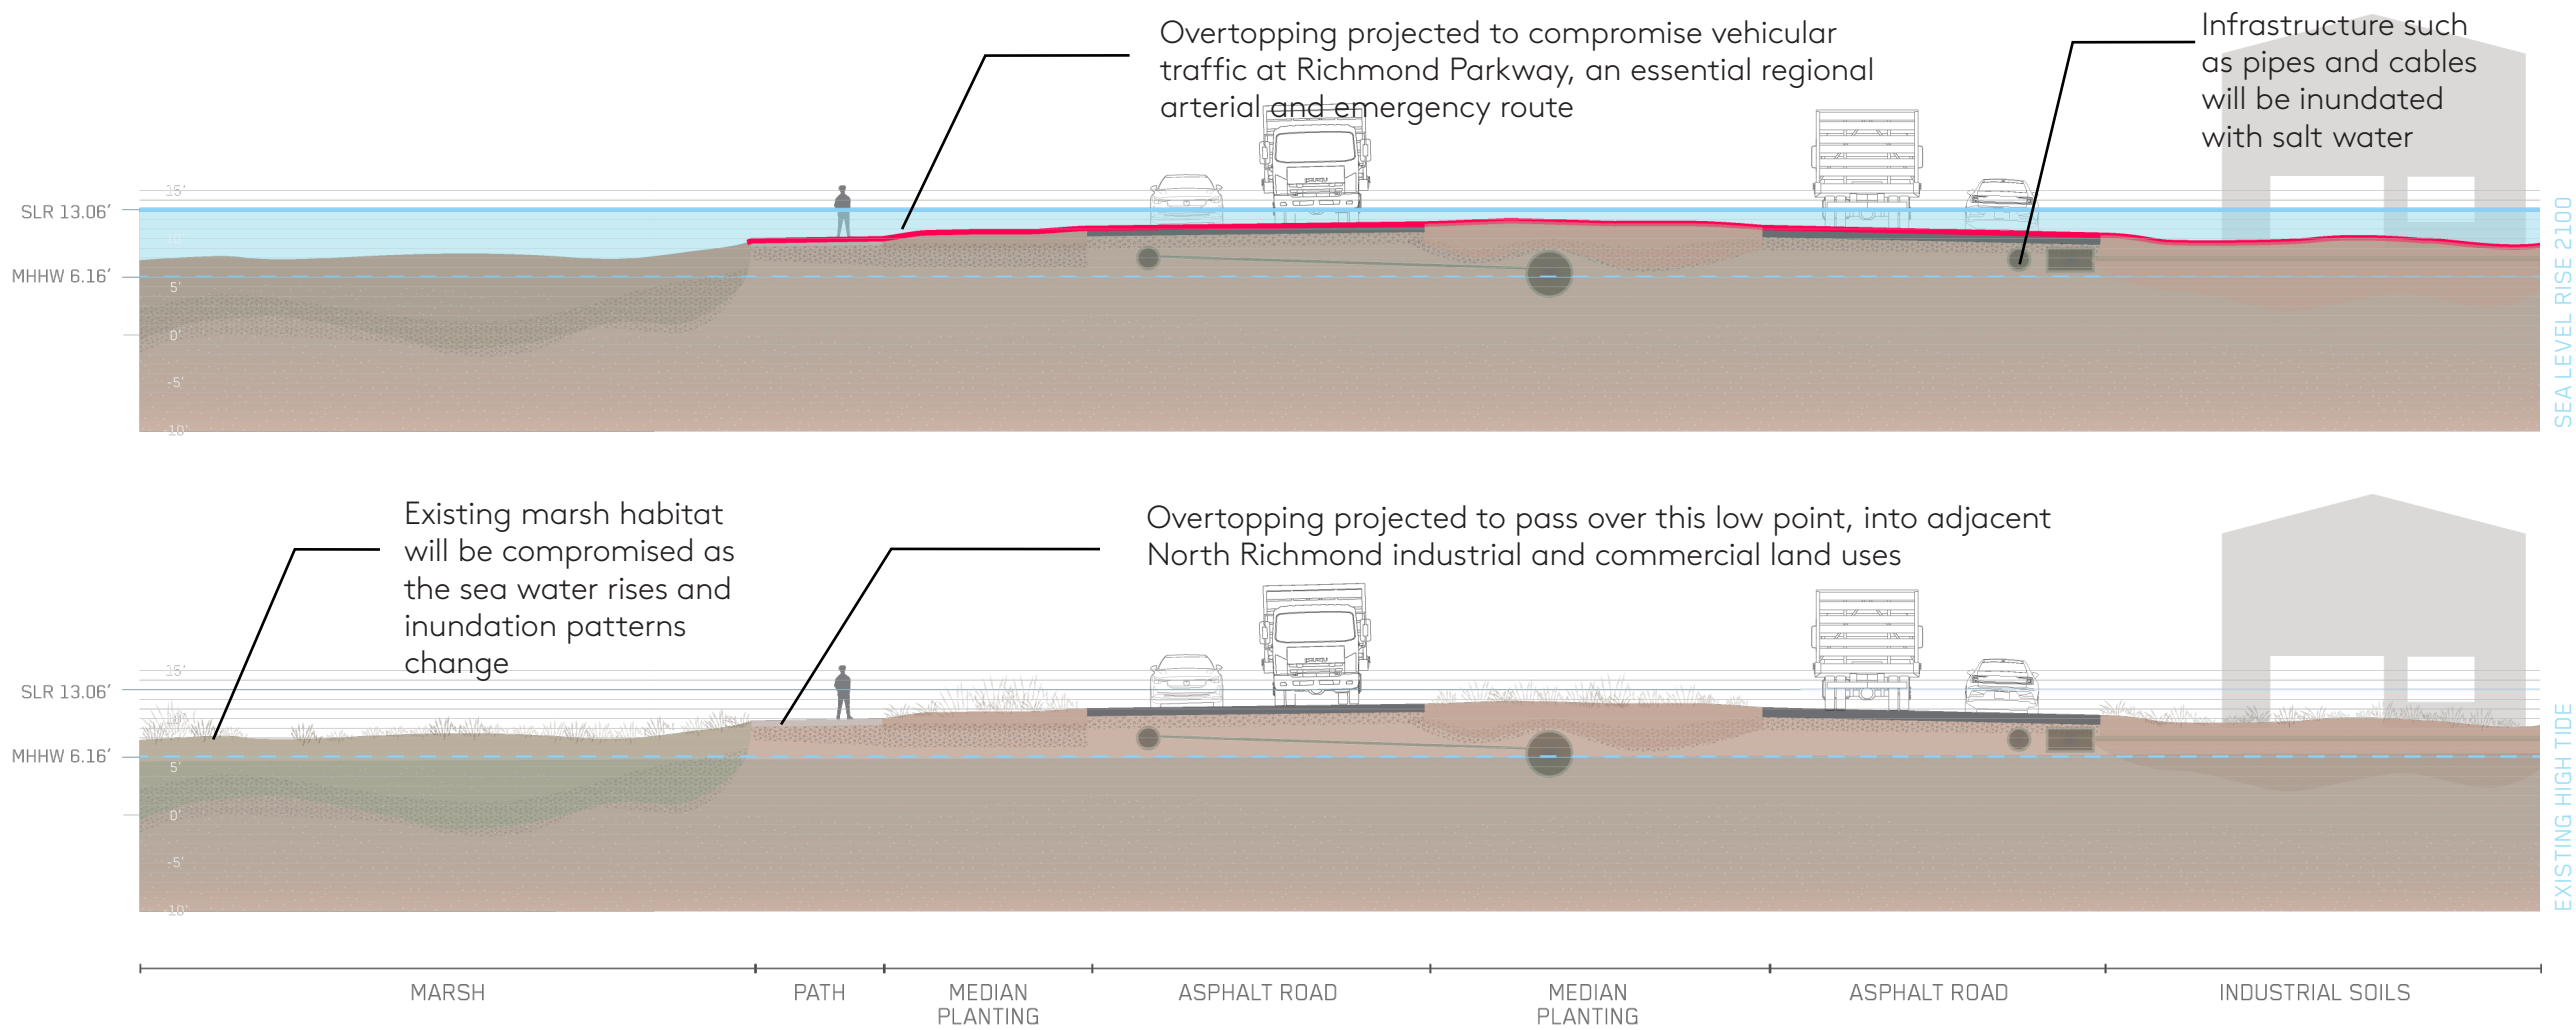 Overtopping projected to compromise vehicular
traffic at Richmond Parkway, an essential regional
arterial and emergency route
Infrastructure such
as pipes and cables
will be inundated
with salt water
15'
SLR 13.06'
10'
MHHW 6.16'
5'
0'
-5'
-10'
SEA LEVEL RISE 2100
Existing marsh habitat
will be compromised as
the sea water rises and
inundation patterns
change
Overtopping projected to pass over this low point, into adjacent
North Richmond industrial and commercial land uses
15'
SLR 13.06'
MHHW 6.16'
5'
0'
-5'
-10'
EXISTING HIGH TIDE
MARSH
PATH
MEDIAN
PLANTING
ASPHALT ROAD
MEDIAN
PLANTING
ASPHALT ROAD
INDUSTRIAL SOILS